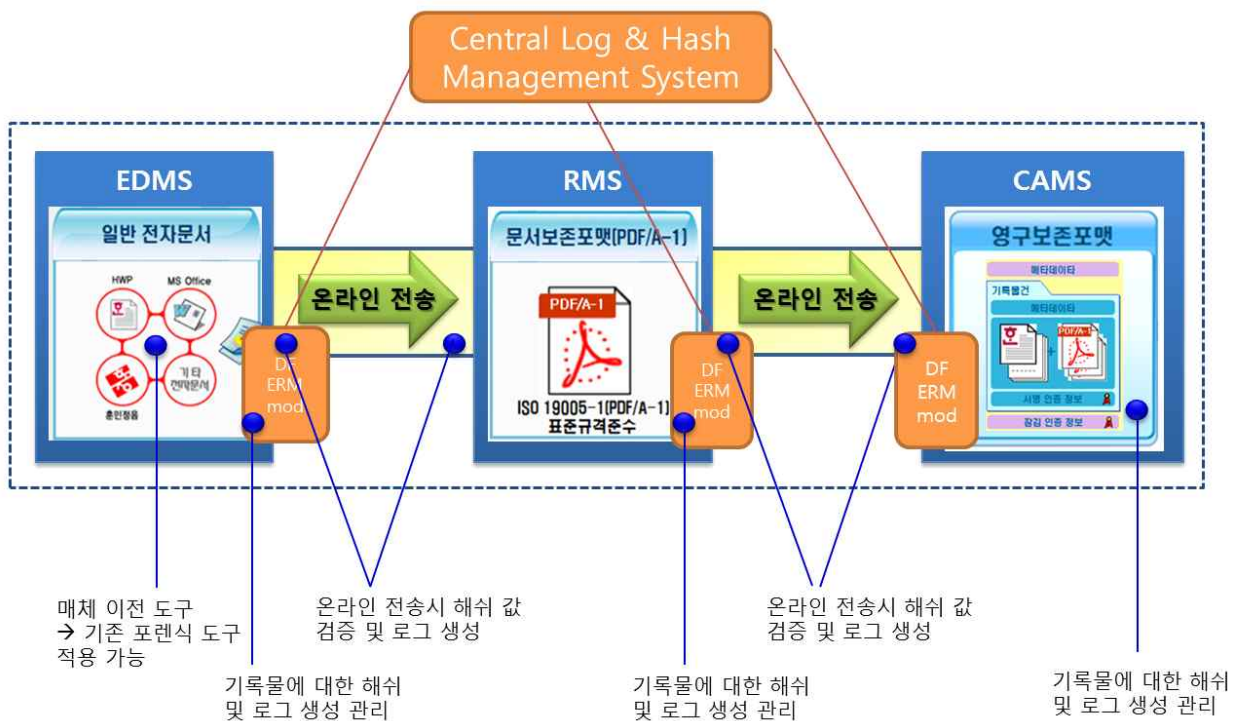 Central Log & Hash
Management System
EDMS
일반 전자문서
HWP
MS Office
훈민정음
기타
전자문서
DF
ERM
mod
온라인 전송
RMS
문서보존포맷(PDF/A-1)
PDF/A-1
ISO 19005-1(PDF/A-1)
표준규격준수
DF
ERM
mod
온라인 전송
CAMS
영구보존포맷
메타데이타
기록물건
메타데이타
PDF/A-1
서명 인증 정보
잠김 인증 정보
DF
ERM
mod
매체 이전 도구
→ 기존 포렌식 도구
적용 가능
기록물에 대한 해쉬
및 로그 생성 관리
온라인 전송시 해쉬 값
검증 및 로그 생성
기록물에 대한 해쉬
및 로그 생성 관리
온라인 전송시 해쉬 값
검증 및 로그 생성
기록물에 대한 해쉬
및 로그 생성 관리